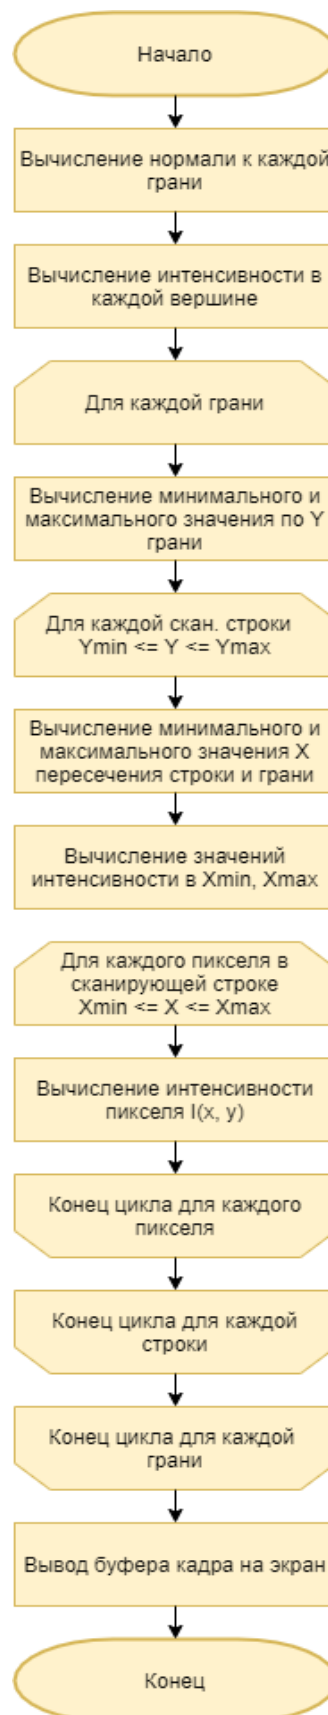 Начало
Вычисление нормали к каждой
грани
Вычисление интенсивности в
каждой вершине
Для каждой грани
Вычисление минимального и
максимального значения по Y
грани
Для каждой скан. строки
Ymin <= Y <= Ymax
Вычисление минимального и
максимального значения X
пересечения строки и грани
Вычисление значений
интенсивности в Xmin, Xmax
Для каждого пикселя в
сканирующей строке
Xmin <= X <= Xmax
Вычисление интенсивности
пикселя I(x, y)
Конец цикла для каждого
пикселя
Конец цикла для каждой
строки
Конец цикла для каждой
грани
Вывод буфера кадра на экран
Конец